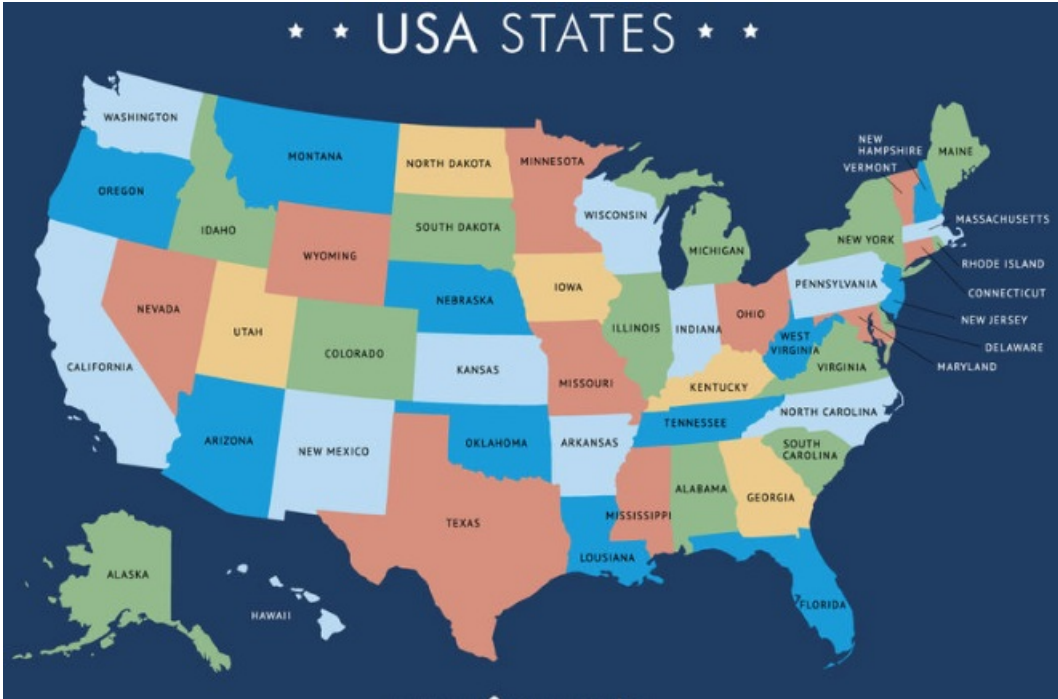 USA STATES
WASHINGTON
MONTANA
NORTH DAKOTA
MINNESOTA
NEW
HAMPSHIRE
VERMONT
MAINE
OREGON
IDAHO
SOUTH DAKOTA
WISCONSIN
MICHIGAN
NEW YORK
MASSACHUSETTS
WYOMING
RHODE ISLAND
CONNECTICUT
NEVADA
UTAH
NEBRASKA
IOWA
PENNSYLVANIA
NEW JERSEY
COLORADO
ILLINOIS
INDIANA
OHIO
WEST
VIRGINIA
DELAWARE
CALIFORNIA
KANSAS
MISSOURI
KENTUCKY
VIRGINIA
MARYLAND
ARIZONA
NEW MEXICO
OKLAHOMA
ARKANSAS
TENNESSEE
NORTH CAROLINA
SOUTH
CAROLINA
TEXAS
MISSISSIPPI
ALABAMA
GEORGIA
LOUSIANA
ALASKA
HAWAII
FLORIDA